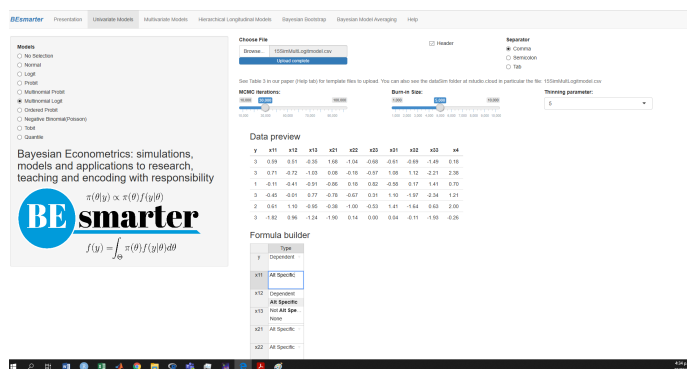 BEsmarter Presentation Univariate Models Multivariate Models Hierarchical Longitudinal Models Bayesian Bootstrap Bayesian Model Averaging Help
Models
No Selection
Normal
Logit
Probit
Multinomial Probit
Multinomial Logit
Ordered Probit
Negative Binomial(Poisson)
Tobit
Quantile
Bayesian Econometrics: simulations,
models and applications to research,
teaching and encoding with responsibility
π(θ|y) ∝ π(θ)f(y|θ)
BE smarter
f(y) = ∫Θ π(θ)f(y|θ)dθ
Choose File
Browse... 15SimMultLogitmodel.csv
Upload complete
Header
Separator
Comma
Semicolon
Tab
See Table 3 in our paper (Help tab) for template files to upload. You can also see the dataSim folder at rstudio.cloud in particular the file: 15SimMultLogitmodel.csv
MCMC iterations:
Burn-in Size:
Thinning parameter:
5
Data preview
y x11 x12 x13 x21 x22 x23 x31 x32 x33 x4
3 0.59 0.51 -0.35 1.68 -1.04 -0.68 -0.61 -0.69 -1.49 0.18
3 0.71 -0.72 -1.03 0.08 -0.16 -0.57 1.08 1.12 -2.21 2.38
1 -0.11 -0.41 -0.91 -0.86 0.18 0.82 -0.56 0.17 1.41 0.70
3 -0.45 -0.01 0.77 -0.78 -0.67 0.31 1.10 -1.97 -2.34 1.21
2 0.61 1.10 -0.95 -0.38 -1.00 -0.53 1.41 -1.64 0.63 2.00
3 -1.82 0.96 -1.24 -1.90 0.14 0.00 0.04 -0.11 -1.93 -0.26
Formula builder
Type
y Dependent
x11 Alt Specific
x12 Dependent
Alt Specific
x13 Not Alt Spe...
None
x21 Alt Specific
x22 Alt Specific